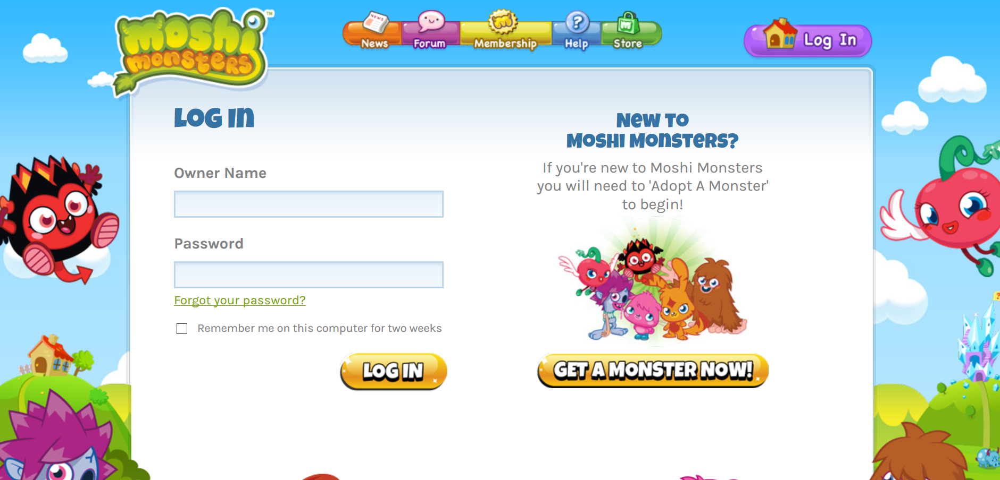 moshi
monsters
TM
NEWS
News
Forum
Membership
Help
Store
Log In
Log In
New to
Moshi Monsters?
Owner Name
Password
Forgot your password?
Remember me on this computer for two weeks
LOG IN
If you're new to Moshi Monsters
you will need to 'Adopt A Monster'
to begin!
GET A MONSTER NOW!